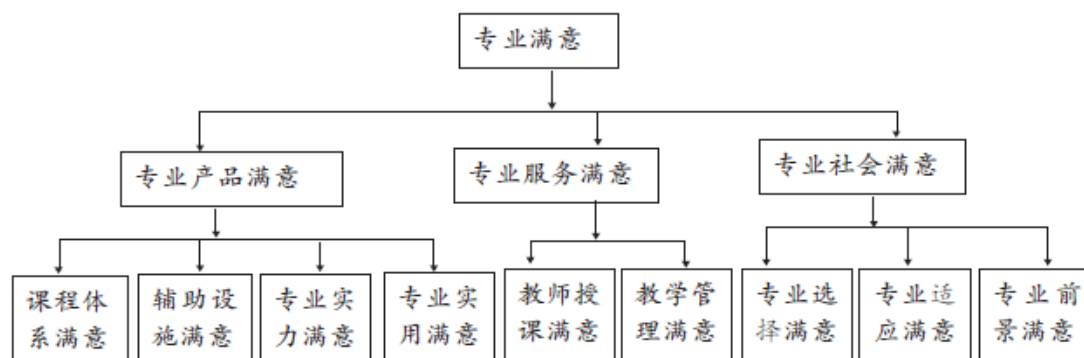 专业满意
专业产品满意
专业服务满意
专业社会满意
课程体
系满意
辅助设
施满意
专业实
力满意
专业实
用满意
教师授
课满意
教学管
理满意
专业选
择满意
专业适
应满意
专业前
景满意